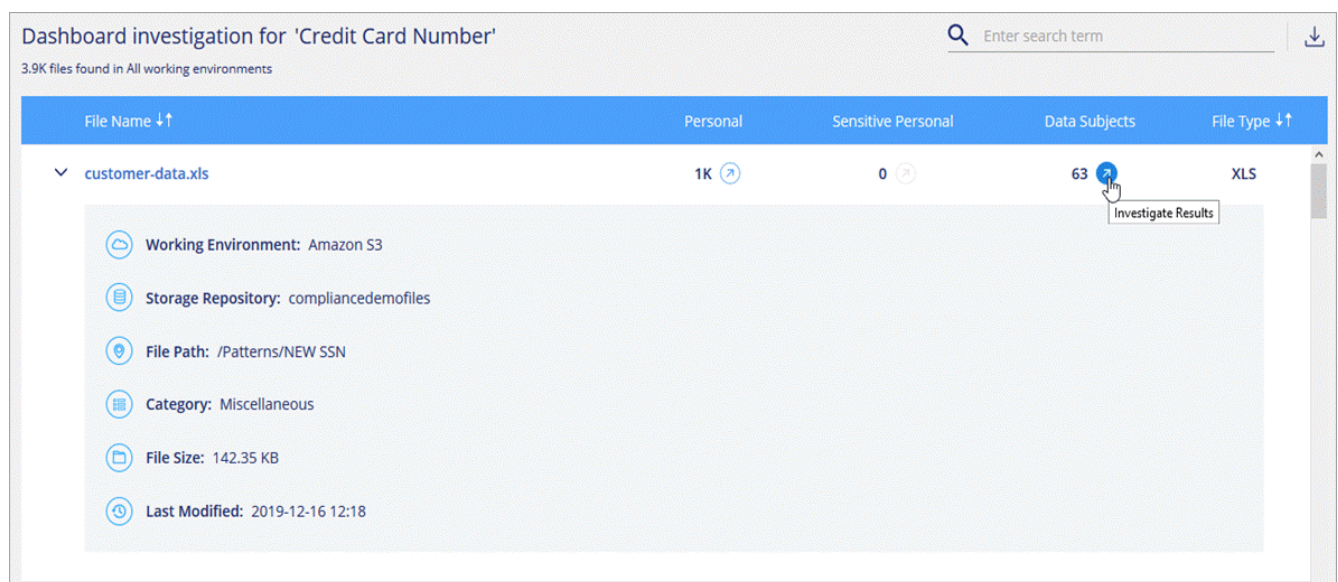 Dashboard investigation for 'Credit Card Number'
Enter search term
3.9K files found in All working environments
File Name Personal Sensitive Personal Data Subjects File Type
customer-data.xls 1K 0 63 XLS
Investigate Results
Working Environment: Amazon S3
Storage Repository: compliancedemofiles
File Path: /Patterns/NEW SSN
Category: Miscellaneous
File Size: 142.35 KB
Last Modified: 2019-12-16 12:18